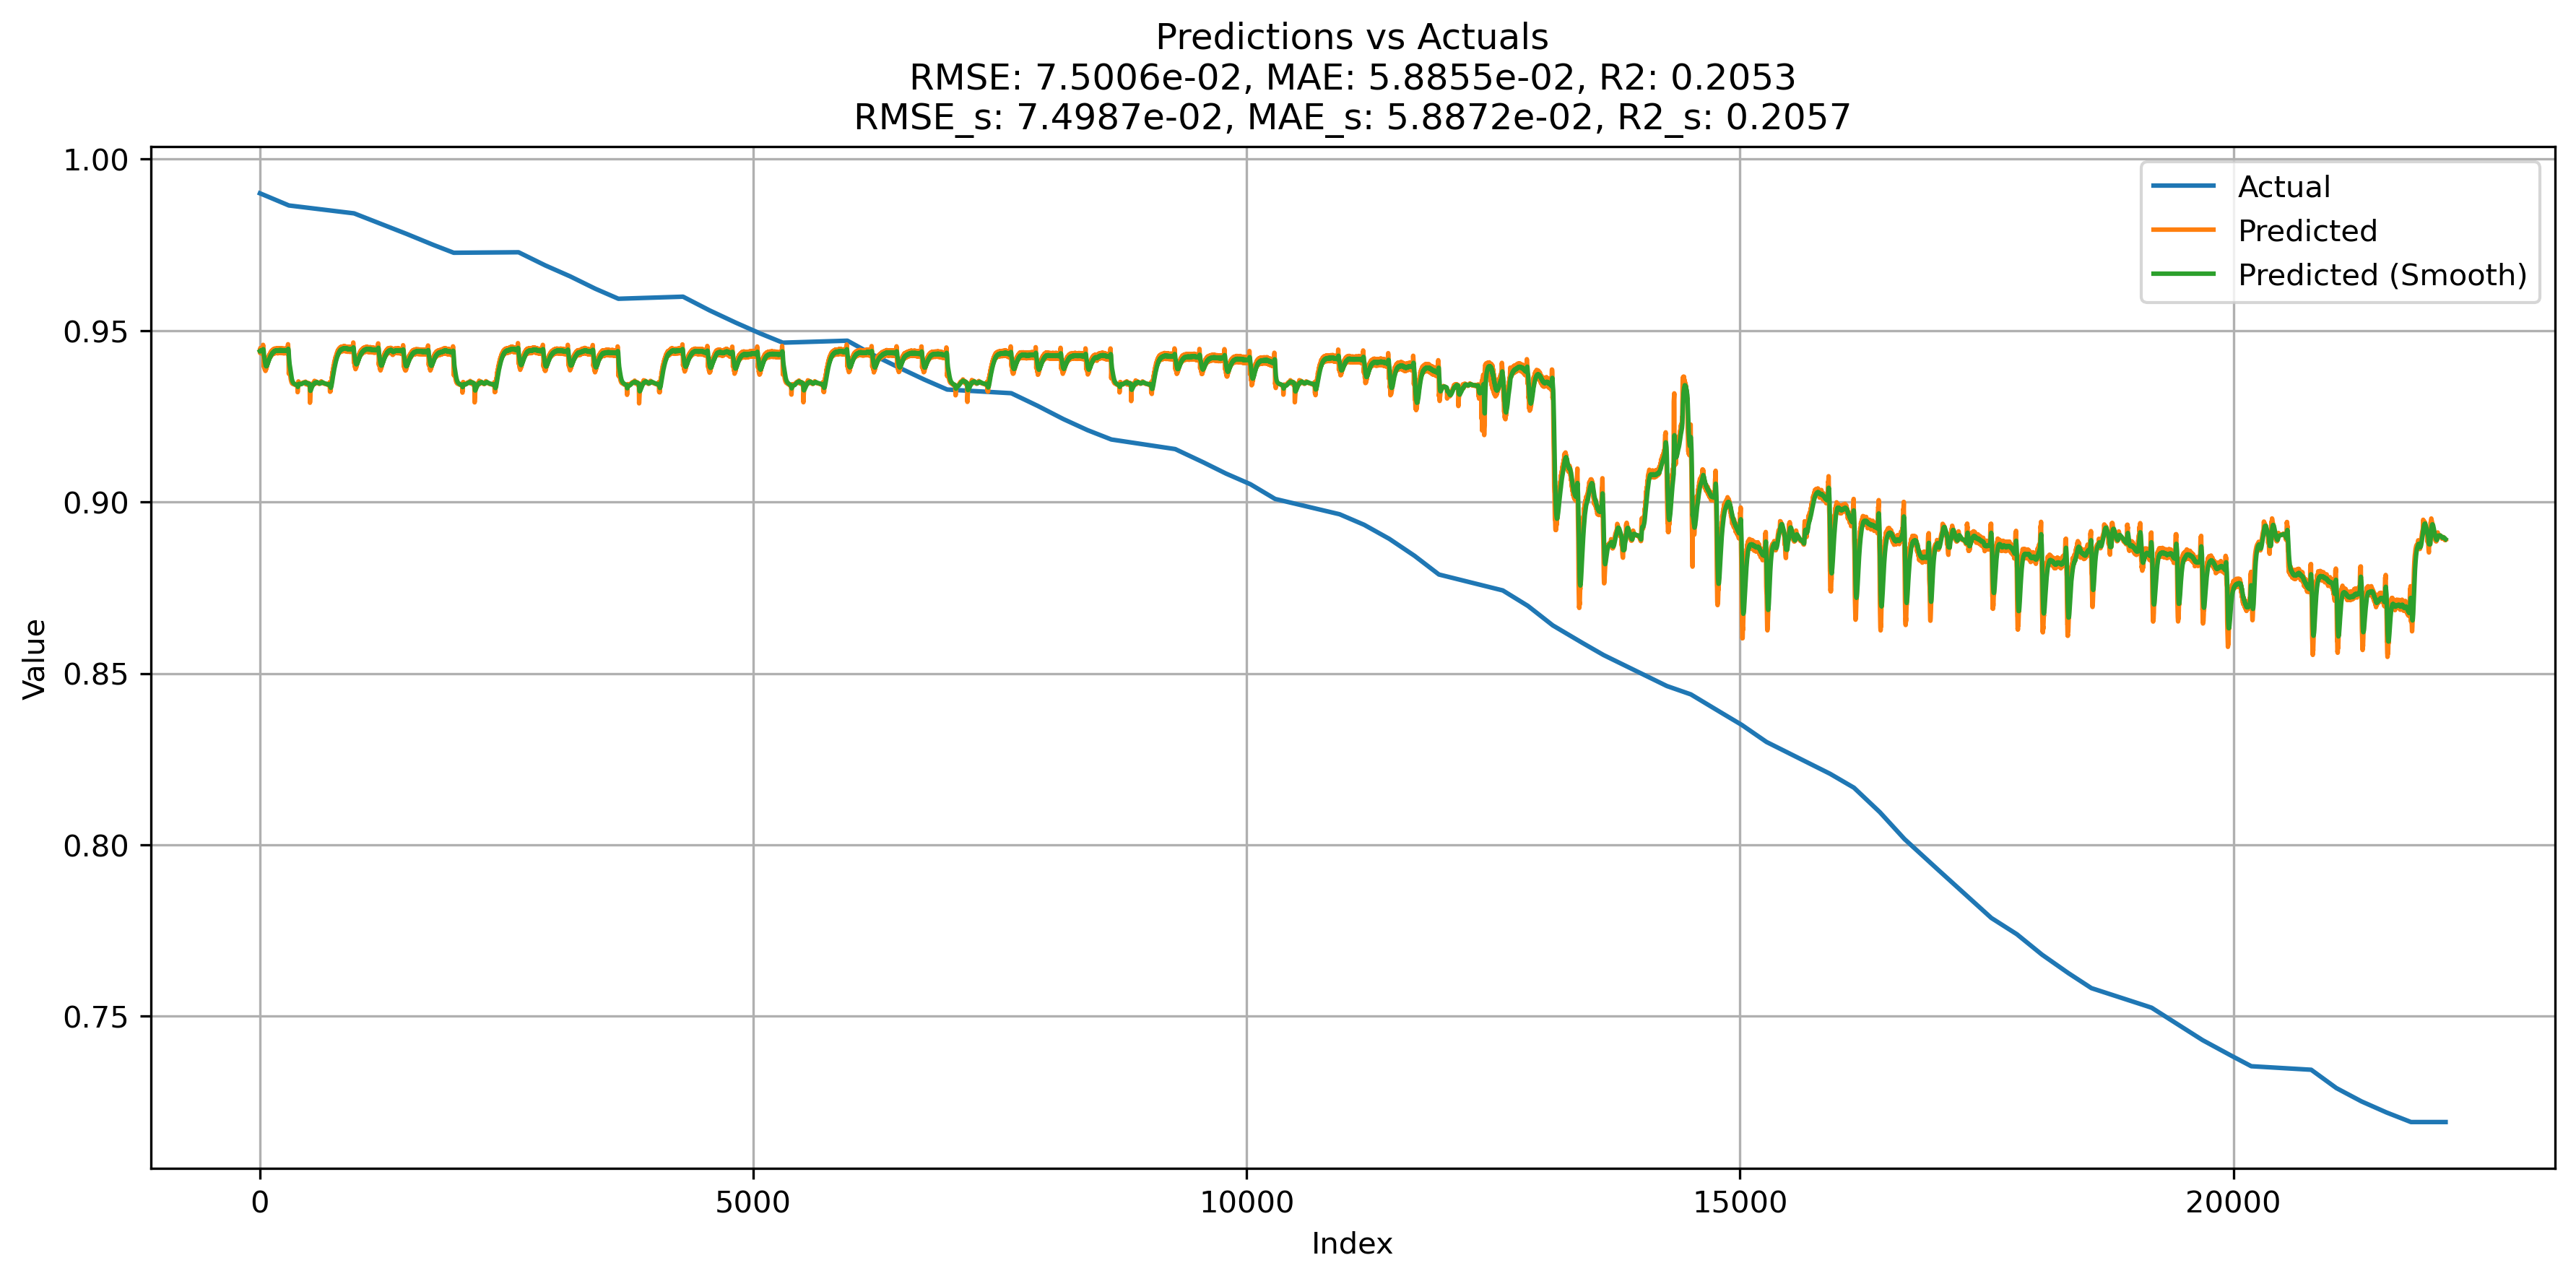 Predictions vs Actuals
RMSE: 7.5006e-02, MAE: 5.8855e-02, R2: 0.2053
RMSE_s: 7.4987e-02, MAE_s: 5.8872e-02, R2_s: 0.2057
Actual
Predicted
Predicted (Smooth)
1.00
0.95
0.90
0.85
0.80
0.75
Value
0 5000 10000 15000 20000
Index